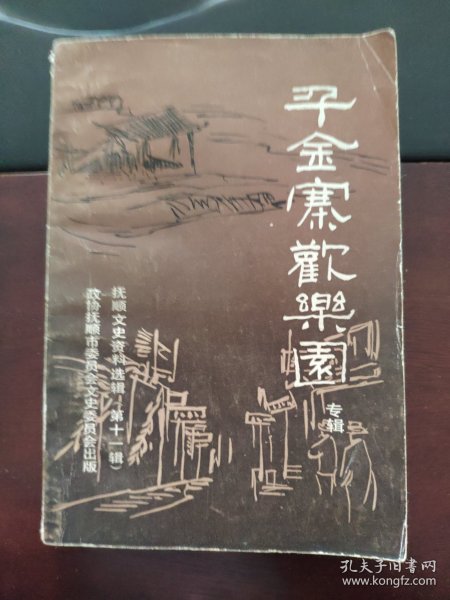 千金寨歡樂園
专辑
抚顺文史资料选辑(第十一辑)
政协抚顺市委员会文史委员会出版
孔夫子旧书网
www.kongfz.com